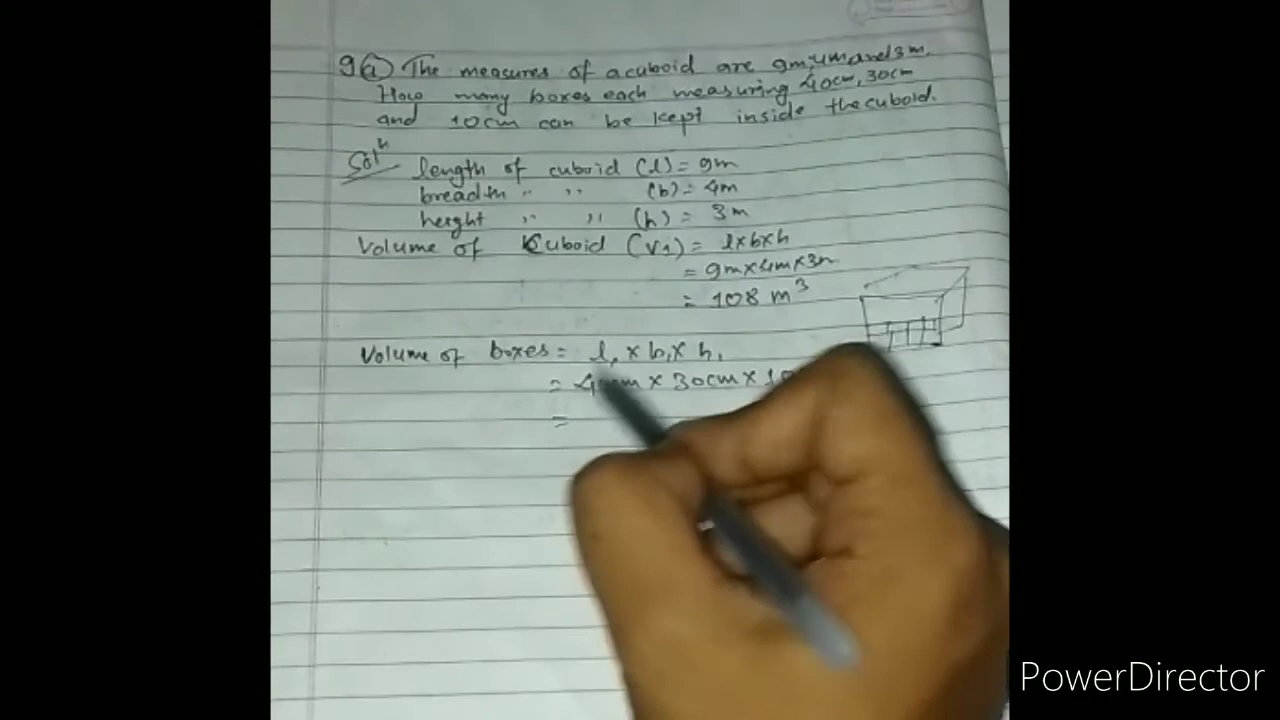 9 a) The measures of a cuboid are 9m, 4m and 3m.
How many boxes each measuring 40cm, 30cm
and 10cm can be kept inside the cuboid.
Solⁿ length of cuboid (l) = 9m
breadth " " (b) = 4m
height " " (h) = 3m
Volume of Cuboid (V1) = l×b×h
= 9m×4m×3m
= 108 m³
Volume of boxes = l₁ × b₁ × h₁
= 40cm × 30cm × 10
=
PowerDirector